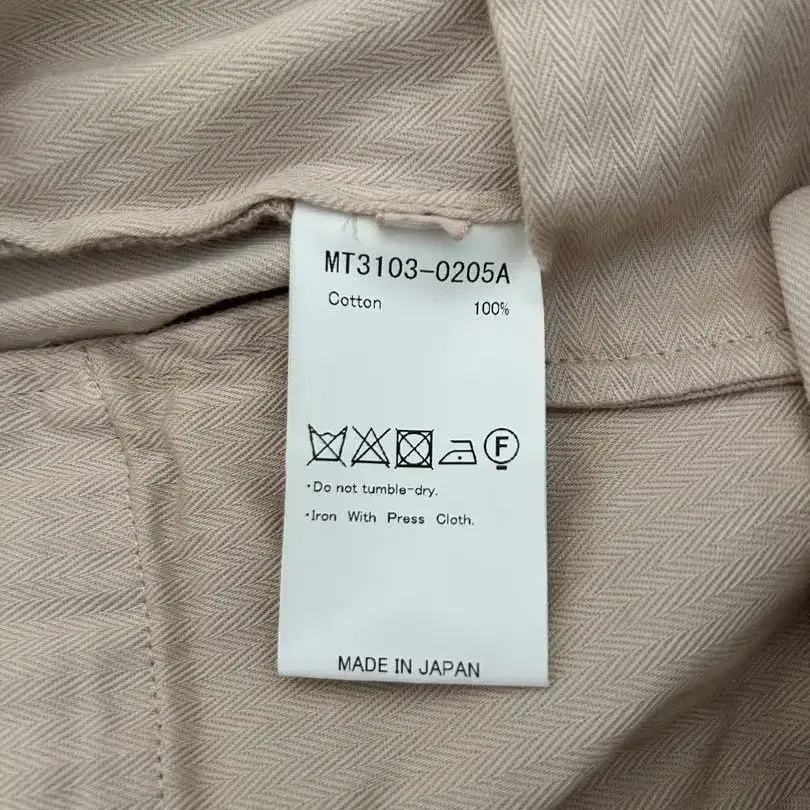 MT3103-0205A
Cotton 100%
F
·Do not tumble-dry.
·Iron With Press Cloth.
MADE IN JAPAN